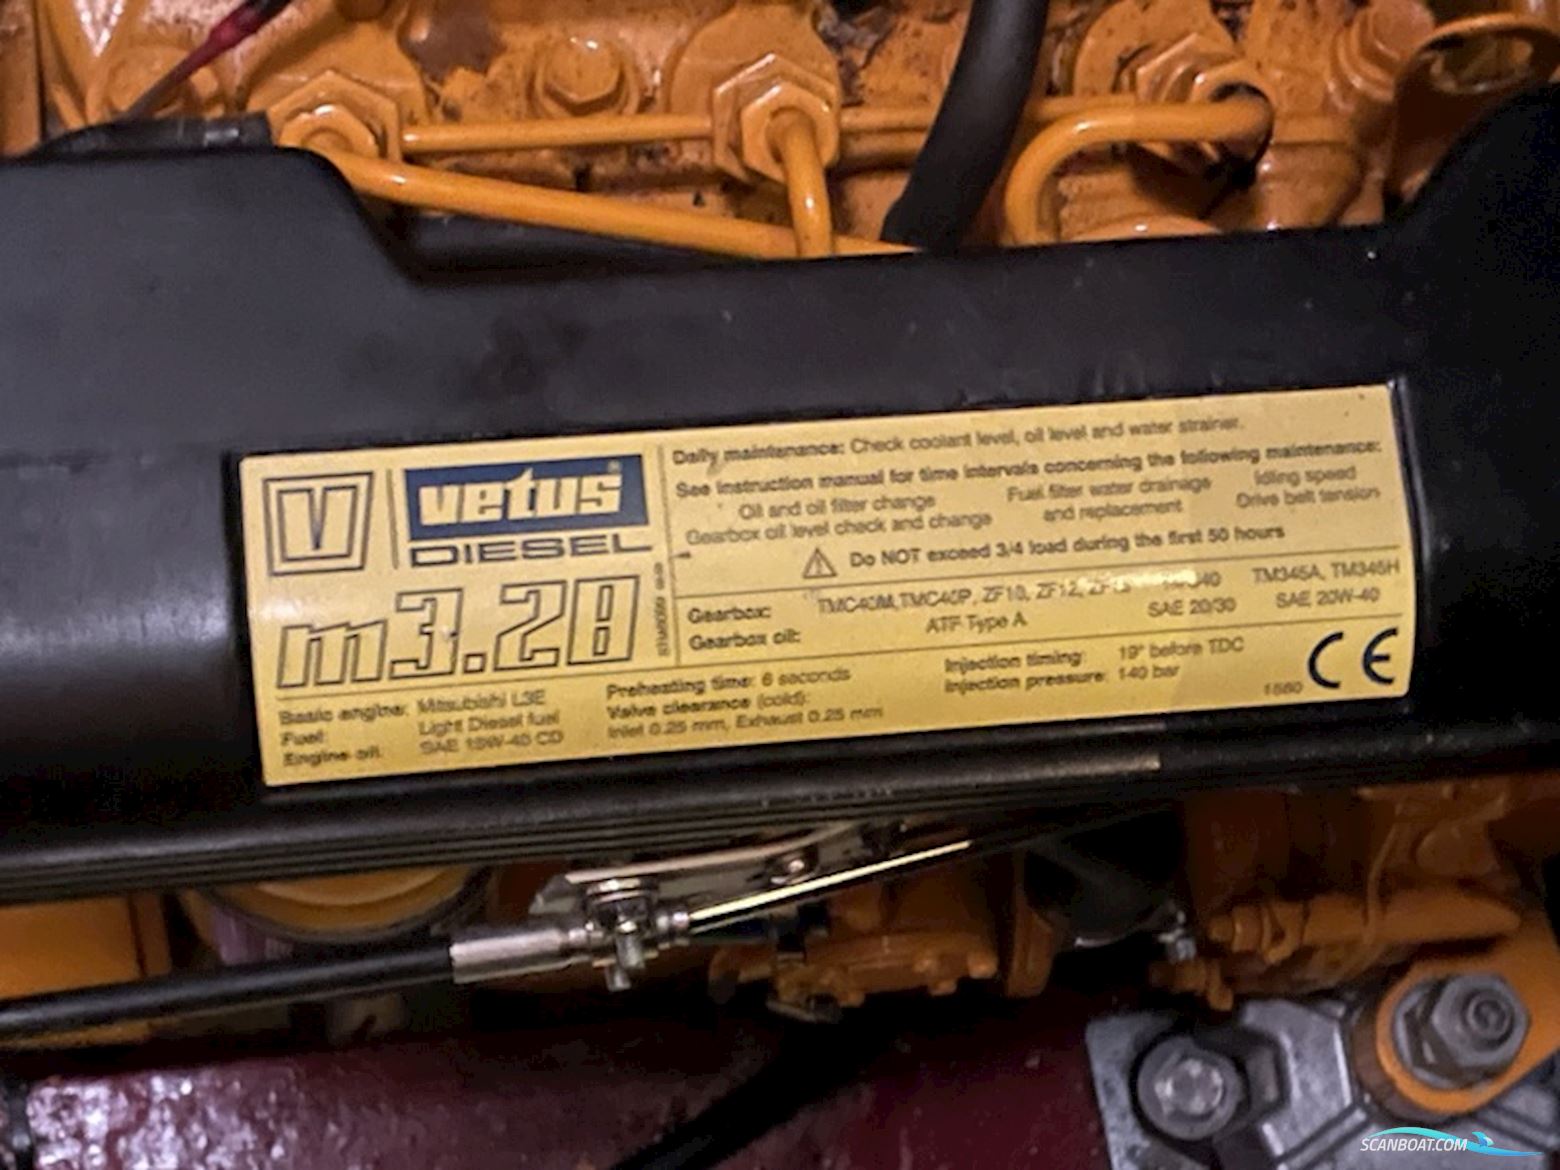 V vetus®
DIESEL
m3.28
Basic engine: Mitsubishi L3E
Fuel: Light Diesel fuel
Engine oil: SAE 15W-40 CD
Preheating time: 6 seconds
Valve clearance (cold):
Inlet 0.25 mm, Exhaust 0.25 mm
Daily maintenance: Check coolant level, oil level and water strainer.
See instruction manual for time intervals concerning the following maintenance:
Oil and oil filter change Fuel filter water drainage Idling speed
Gearbox oil level check and change and replacement Drive belt tension
Do NOT exceed 3/4 load during the first 50 hours
Gearbox: TMC40M, TMC40P, ZF10, ZF12, TM345A, TM345H
Gearbox oil: ATF Type A SAE 20/30 SAE 20W-40
Injection timing: 19° before TDC
Injection pressure: 140 bar
1560 CE
SCANBOAT.COM